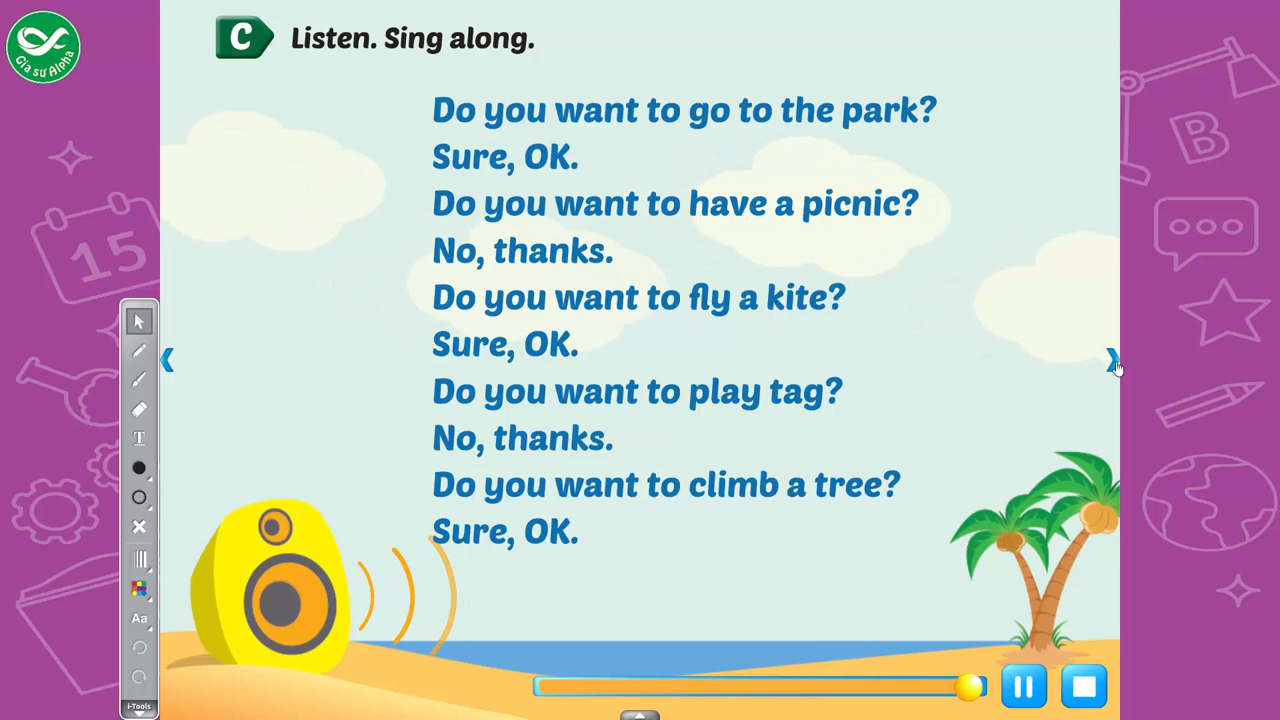 Gia sư Alpha
C
Listen. Sing along.
Do you want to go to the park?
Sure, OK.
Do you want to have a picnic?
No, thanks.
Do you want to fly a kite?
Sure, OK.
Do you want to play tag?
No, thanks.
Do you want to climb a tree?
Sure, OK.
15
B
T
Aa
i-Tools